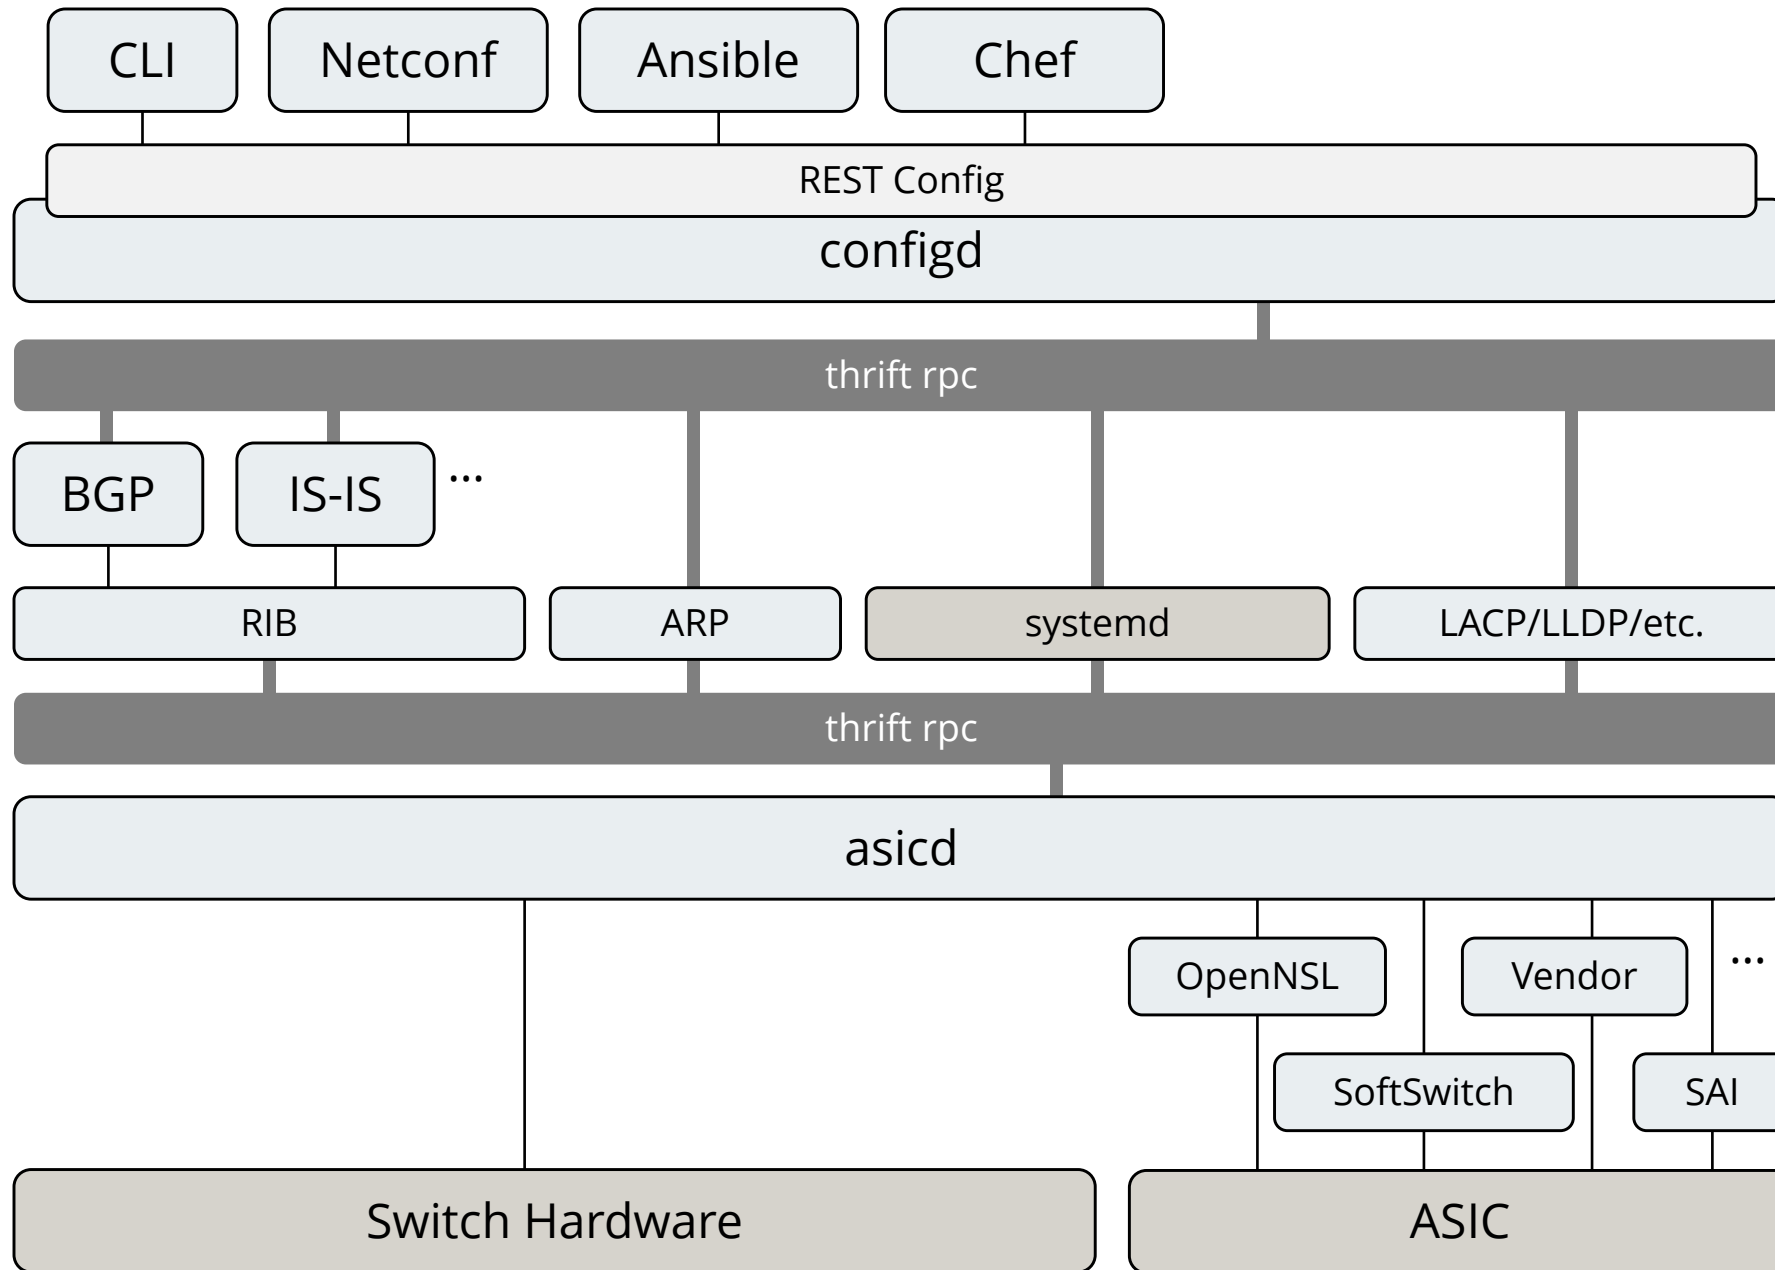 CLI
Netconf
Ansible
Chef
REST Config
configd
thrift rpc
BGP
IS-IS
...
RIB
ARP
systemd
LACP/LLDP/etc.
thrift rpc
asicd
OpenNSL
Vendor
...
SoftSwitch
SAI
Switch Hardware
ASIC